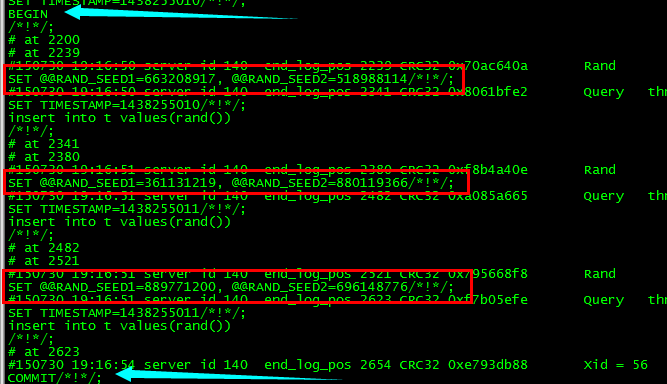 SET TIMESTAMP=1438255010/*!*/;
BEGIN
/*!*/;
# at 2200
# at 2239
#150730 19:16:50 server id 140  end_log_pos 2239 CRC32 0x70ac640a      Rand
SET @@RAND_SEED1=663208917, @@RAND_SEED2=518988114/*!*/;
#150730 19:16:50 server id 140  end_log_pos 2341 CRC32 0x8061bfe2      Query   thr
SET TIMESTAMP=1438255010/*!*/;
insert into t values(rand())
/*!*/;
# at 2341
# at 2380
#150730 19:16:51 server id 140  end_log_pos 2380 CRC32 0xf8b4a40e      Rand
SET @@RAND_SEED1=361131219, @@RAND_SEED2=880119366/*!*/;
#150730 19:16:51 server id 140  end_log_pos 2482 CRC32 0xa085a665      Query   thr
SET TIMESTAMP=1438255011/*!*/;
insert into t values(rand())
/*!*/;
# at 2482
# at 2521
#150730 19:16:51 server id 140  end_log_pos 2521 CRC32 0x795668f8      Rand
SET @@RAND_SEED1=889771200, @@RAND_SEED2=696148776/*!*/;
#150730 19:16:51 server id 140  end_log_pos 2623 CRC32 0xf7b05efe      Query   thr
SET TIMESTAMP=1438255011/*!*/;
insert into t values(rand())
/*!*/;
# at 2623
#150730 19:16:54 server id 140  end_log_pos 2654 CRC32 0xe793db88      Xid = 56
COMMIT/*!*/;